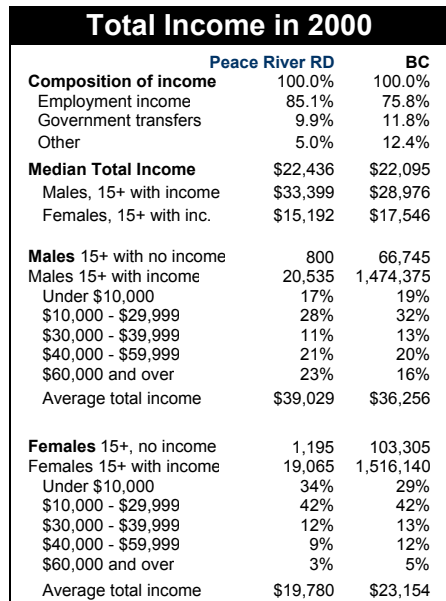 Total Income in 2000
Peace River RD BC
Composition of income 100.0% 100.0%
Employment income 85.1% 75.8%
Government transfers 9.9% 11.8%
Other 5.0% 12.4%
Median Total Income $22,436 $22,095
Males, 15+ with income $33,399 $28,976
Females, 15+ with inc. $15,192 $17,546
Males 15+ with no income 800 66,745
Males 15+ with income 20,535 1,474,375
Under $10,000 17% 19%
$10,000 - $29,999 28% 32%
$30,000 - $39,999 11% 13%
$40,000 - $59,999 21% 20%
$60,000 and over 23% 16%
Average total income $39,029 $36,256
Females 15+, no income 1,195 103,305
Females 15+ with income 19,065 1,516,140
Under $10,000 34% 29%
$10,000 - $29,999 42% 42%
$30,000 - $39,999 12% 13%
$40,000 - $59,999 9% 12%
$60,000 and over 3% 5%
Average total income $19,780 $23,154